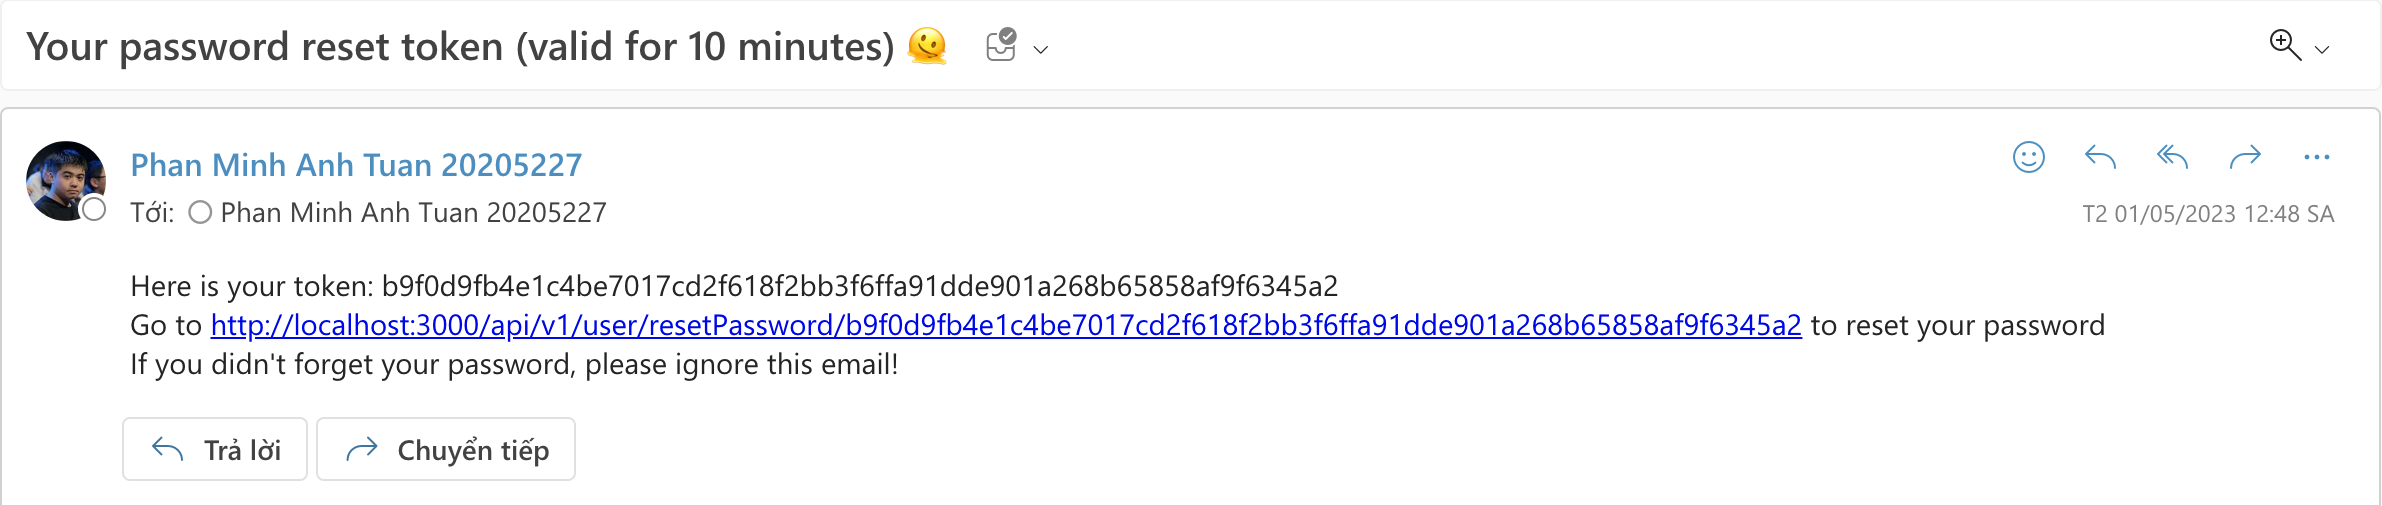 Your password reset token (valid for 10 minutes) 🫠
Phan Minh Anh Tuan 20205227
Tới: Phan Minh Anh Tuan 20205227
T2 01/05/2023 12:48 SA
Here is your token: b9f0d9fb4e1c4be7017cd2f618f2bb3f6ffa91dde901a268b65858af9f6345a2
Go to http://localhost:3000/api/v1/user/resetPassword/b9f0d9fb4e1c4be7017cd2f618f2bb3f6ffa91dde901a268b65858af9f6345a2 to reset your password
If you didn't forget your password, please ignore this email!
Trả lời
Chuyển tiếp